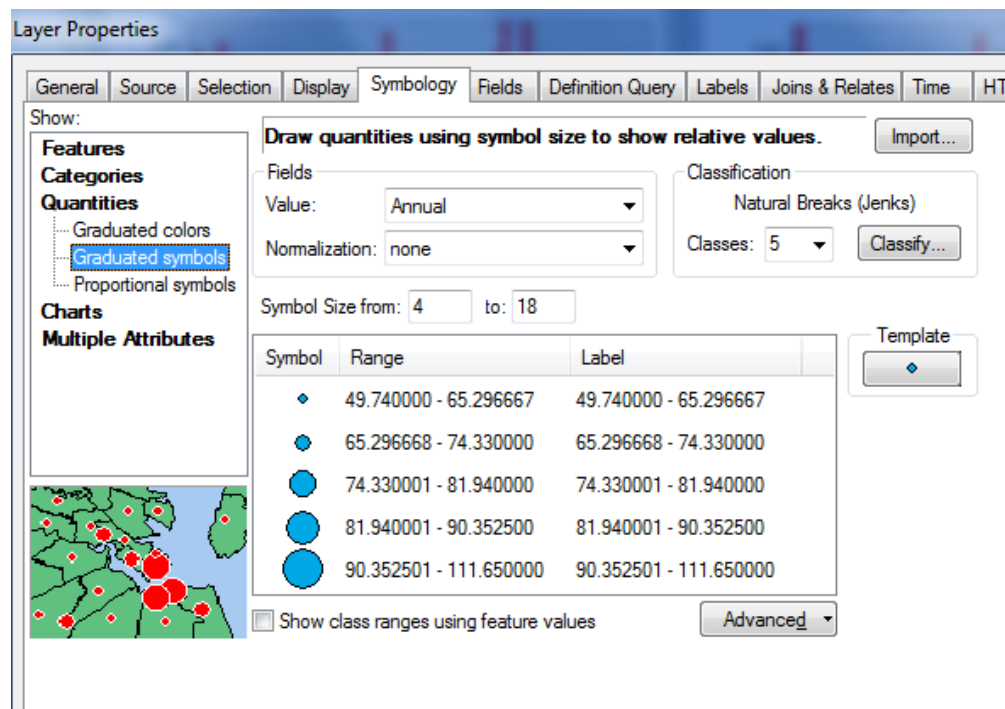 Layer Properties
General Source Selection Display Symbology Fields Definition Query Labels Joins & Relates Time HT
Show:
Features
Categories
Quantities
Graduated colors
Graduated symbols
Proportional symbols
Charts
Multiple Attributes
Draw quantities using symbol size to show relative values.
Import...
Fields
Value: Annual
Normalization: none
Classification
Natural Breaks (Jenks)
Classes: 5 Classify...
Symbol Size from: 4 to: 18
Symbol Range Label
49.740000 - 65.296667 49.740000 - 65.296667
65.296668 - 74.330000 65.296668 - 74.330000
74.330001 - 81.940000 74.330001 - 81.940000
81.940001 - 90.352500 81.940001 - 90.352500
90.352501 - 111.650000 90.352501 - 111.650000
Template
Show class ranges using feature values
Advanced